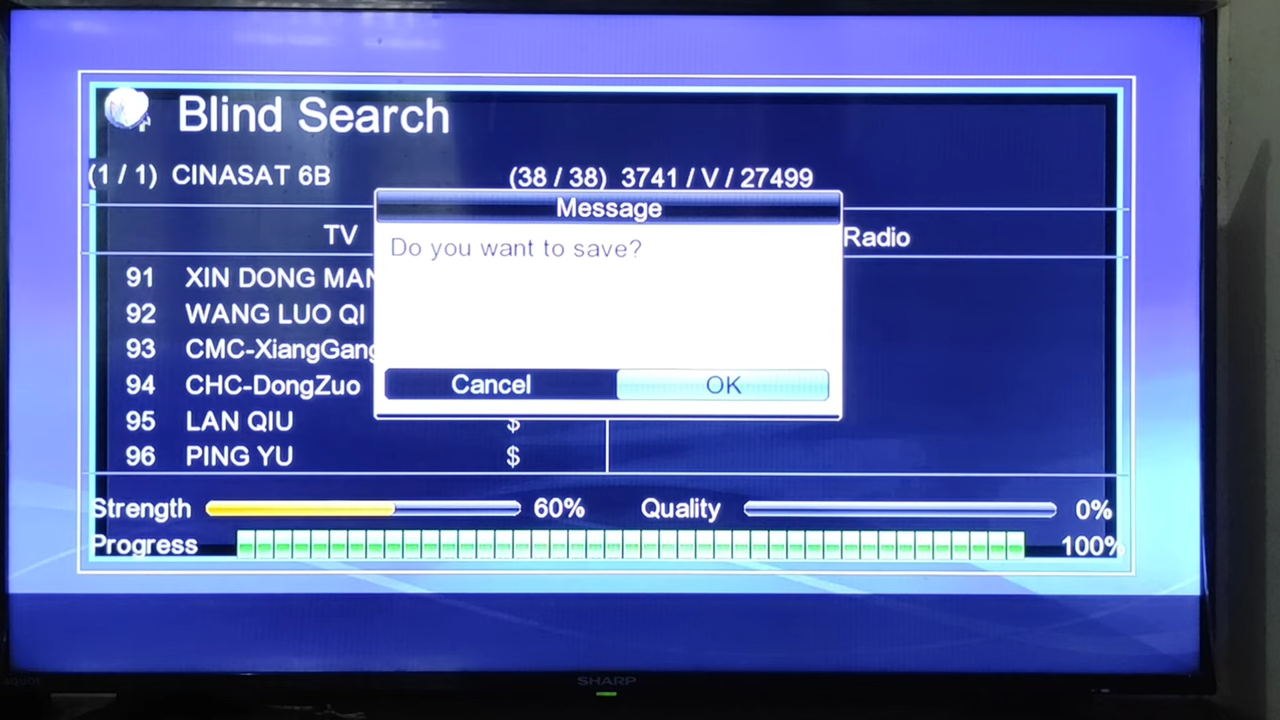 Blind Search
(1 / 1) CINASAT 6B (38 / 38) 3741 / V / 27499
Message
TV Radio
Do you want to save?
91 XIN DONG MAN
92 WANG LUO QI
93 CMC-XiangGang
94 CHC-DongZuo
Cancel OK
95 LAN QIU $
96 PING YU $
Strength 60% Quality 0%
Progress 100%
AQUOS SHARP